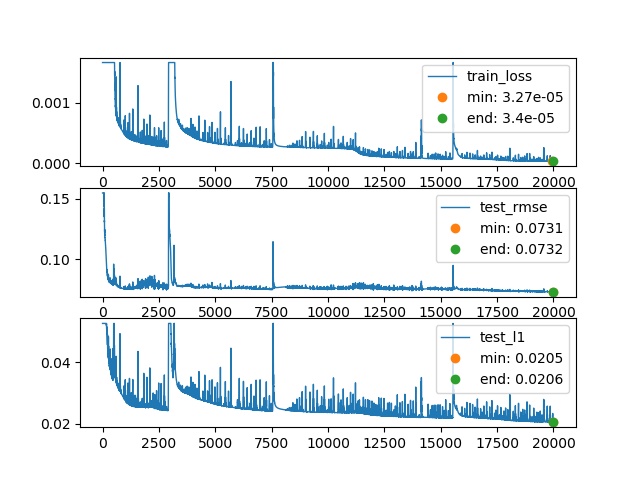 train_loss
min: 3.27e-05
end: 3.4e-05
0.001
0.000
0 2500 5000 7500 10000 12500 15000 17500 20000
test_rmse
min: 0.0731
end: 0.0732
0.15
0.10
0 2500 5000 7500 10000 12500 15000 17500 20000
test_l1
min: 0.0205
end: 0.0206
0.04
0.02
0 2500 5000 7500 10000 12500 15000 17500 20000